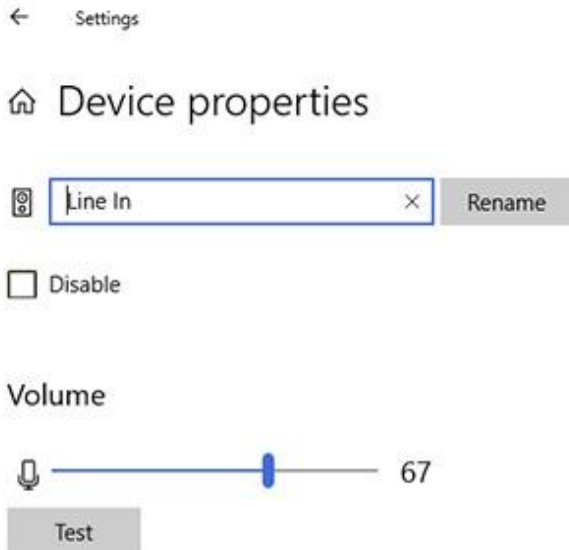 Settings
Device properties
Line In Rename
Disable
Volume
67
Test